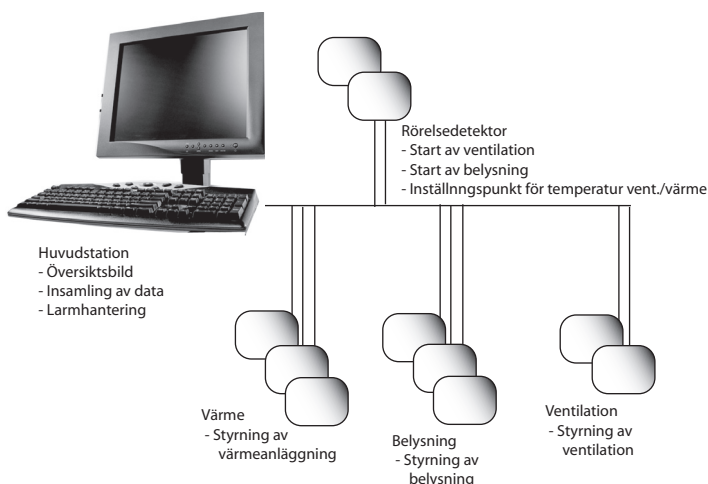 Rörelsedetektor
- Start av ventilation
- Start av belysning
- Inställnngspunkt för temperatur vent./värme
Huvudstation
- Översiktsbild
- Insamling av data
- Larmhantering
Värme
- Styrning av
värmeanläggning
Belysning
- Styrning av
belysning
Ventilation
- Styrning av
ventilation